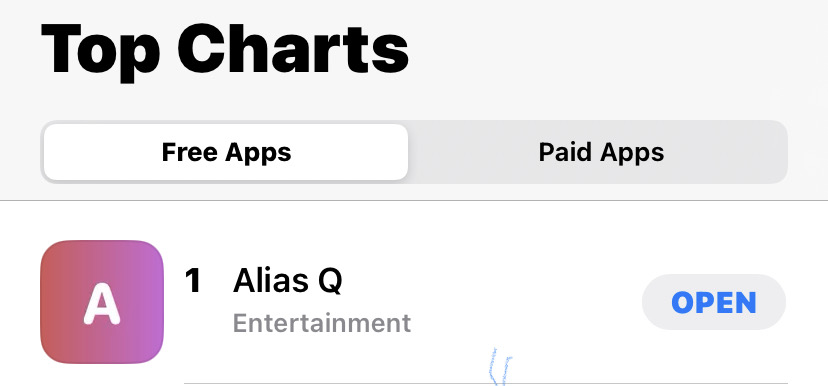 Top Charts
Free Apps Paid Apps
A
1 Alias Q
OPEN
Entertainment